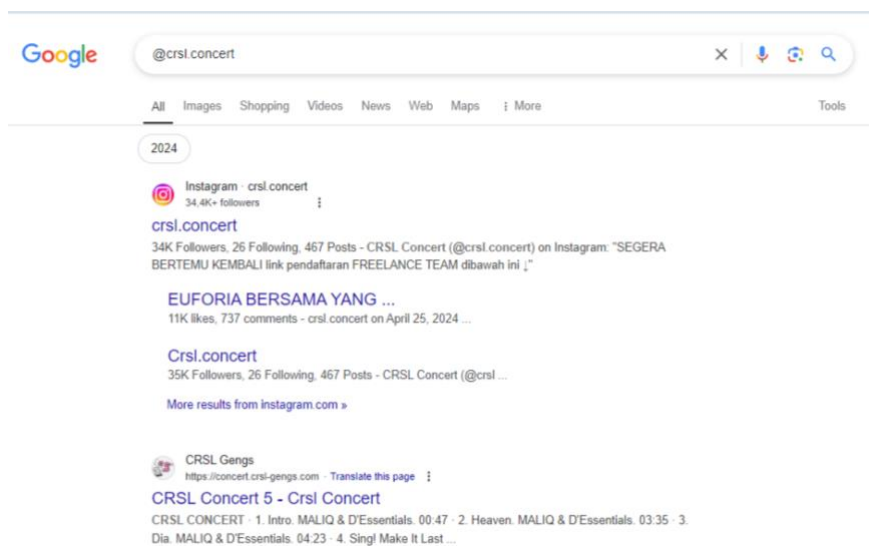 Google
@crsl.concert
All Images Shopping Videos News Web Maps More Tools
2024
Instagram · crsl.concert
34.4K+ followers
crsl.concert
34K Followers, 26 Following, 467 Posts - CRSL Concert (@crsl.concert) on Instagram: "SEGERA
BERTEMU KEMBALI link pendaftaran FREELANCE TEAM dibawah ini ↓"
EUFORIA BERSAMA YANG ...
11K likes, 737 comments - crsl.concert on April 25, 2024 ...
Crsl.concert
35K Followers, 26 Following, 467 Posts - CRSL Concert (@crsl ...
More results from instagram.com »
CRSL Gengs
https://concert.crsl-gengs.com · Translate this page
CRSL Concert 5 - Crsl Concert
CRSL CONCERT · 1. Intro. MALIQ & D'Essentials. 00:47 · 2. Heaven. MALIQ & D'Essentials. 03:35 · 3.
Dia. MALIQ & D'Essentials. 04:23 · 4. Sing! Make It Last ...